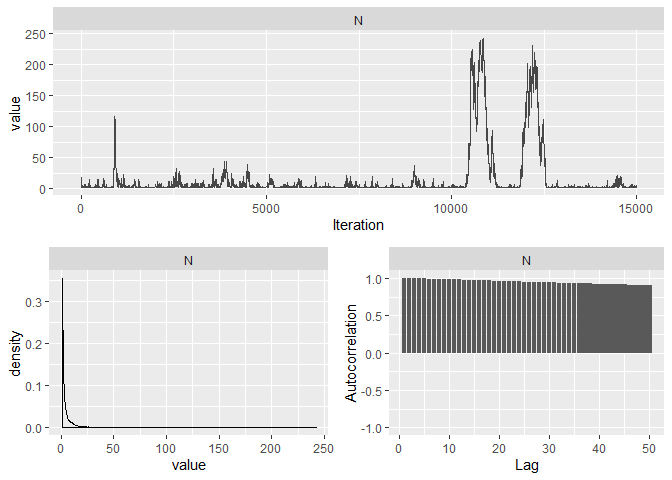 N
250
200
150
100
50
0
value
0 5000 10000 15000
Iteration
N
0.3
0.2
0.1
0.0
density
0 50 100 150 200 250
value
N
1.0
0.5
0.0
-0.5
-1.0
Autocorrelation
0 10 20 30 40 50
Lag